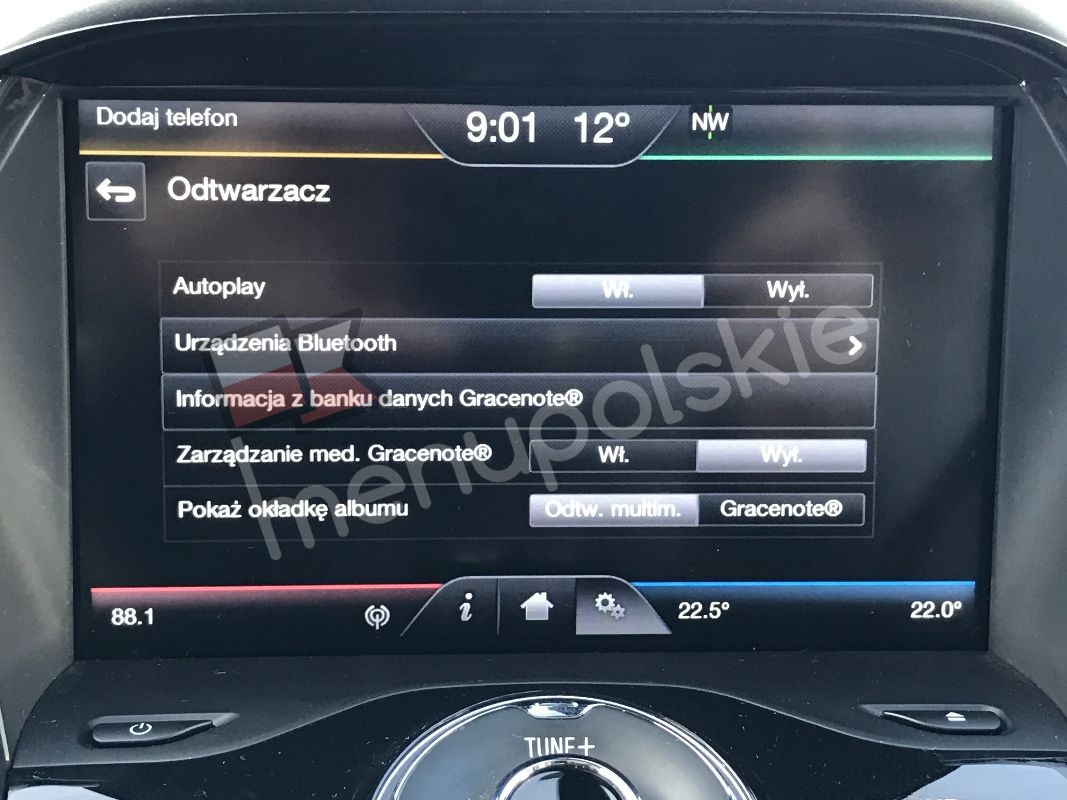 Dodaj telefon
9:01 12° NW
Odtwarzacz
Autoplay Wł. Wył.
Urządzenia Bluetooth
Informacja z banku danych Gracenote®
Zarządzanie med. Gracenote® Wł. Wył.
Pokaż okładkę albumu Odtw. multim. Gracenote®
menupolskie
88.1 22.5° 22.0°
TUNE+